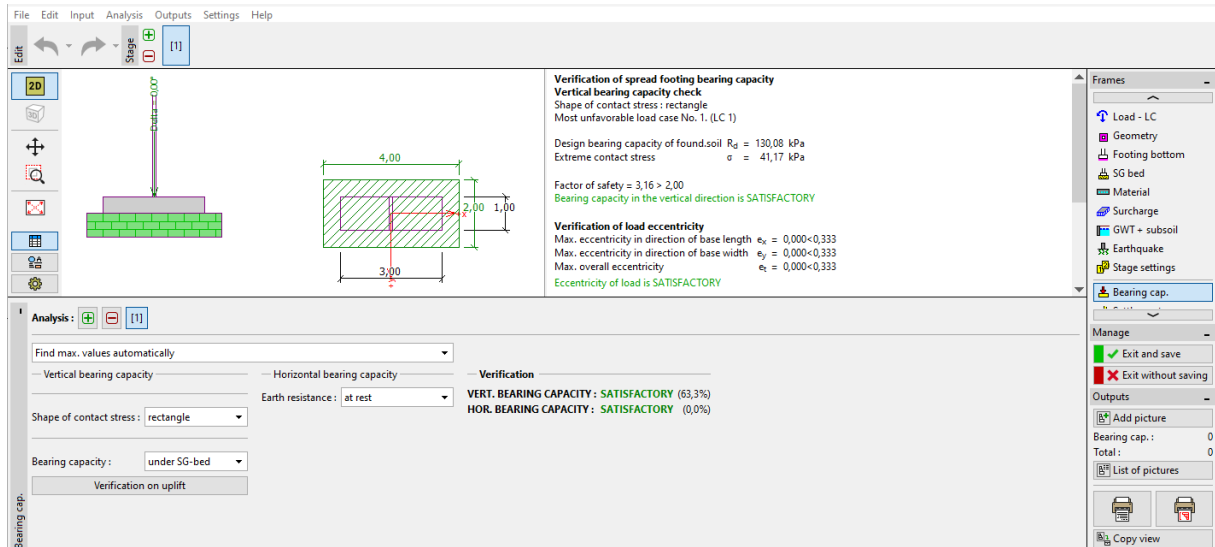 File Edit Input Analysis Outputs Settings Help
Edit
Stage
[1]
2D
3D
Delta = 0,00°
4,00
2,00 1,00
+x
3,00
Verification of spread footing bearing capacity
Vertical bearing capacity check
Shape of contact stress : rectangle
Most unfavorable load case No. 1. (LC 1)
Design bearing capacity of found.soil Rd = 130,08 kPa
Extreme contact stress σ = 41,17 kPa
Factor of safety = 3,16 > 2,00
Bearing capacity in the vertical direction is SATISFACTORY
Verification of load eccentricity
Max. eccentricity in direction of base length ex = 0,000<0,333
Max. eccentricity in direction of base width ey = 0,000<0,333
Max. overall eccentricity et = 0,000<0,333
Eccentricity of load is SATISFACTORY
Frames
Load - LC
Geometry
Footing bottom
SG bed
Material
Surcharge
GWT + subsoil
Earthquake
Stage settings
Bearing cap.
Manage
Exit and save
Exit without saving
Outputs
Add picture
Bearing cap. : 0
Total : 0
List of pictures
Copy view
Analysis : [1]
Find max. values automatically
Vertical bearing capacity
Shape of contact stress : rectangle
Bearing capacity : under SG-bed
Verification on uplift
Horizontal bearing capacity
Earth resistance : at rest
Verification
VERT. BEARING CAPACITY : SATISFACTORY (63,3%)
HOR. BEARING CAPACITY : SATISFACTORY (0,0%)
Bearing cap.